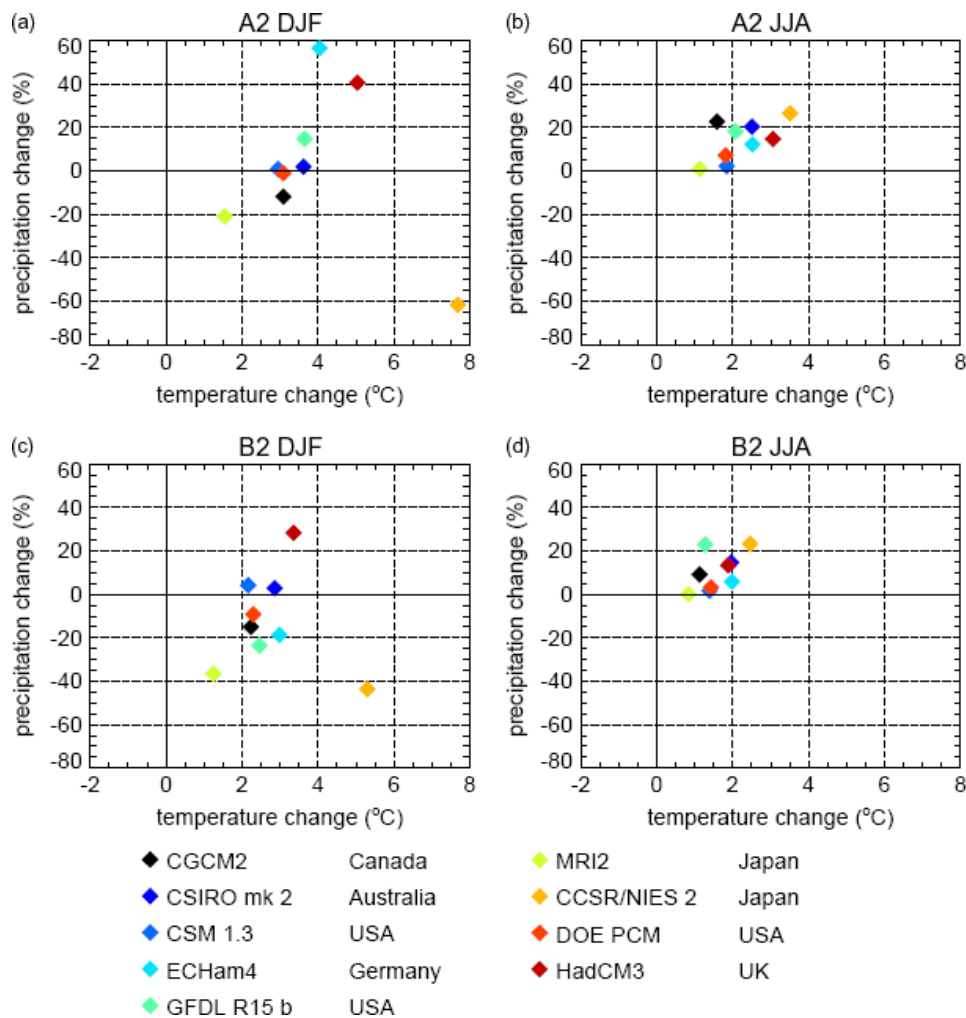 (a) A2 DJF
60
40
20
0
-20
-40
-60
-80
precipitation change (%)
-2 0 2 4 6 8
temperature change (°C)
(b) A2 JJA
60
40
20
0
-20
-40
-60
-80
precipitation change (%)
-2 0 2 4 6 8
temperature change (°C)
(c) B2 DJF
60
40
20
0
-20
-40
-60
-80
precipitation change (%)
-2 0 2 4 6 8
temperature change (°C)
(d) B2 JJA
60
40
20
0
-20
-40
-60
-80
precipitation change (%)
-2 0 2 4 6 8
temperature change (°C)
CGCM2 Canada
CSIRO mk 2 Australia
CSM 1.3 USA
ECHam4 Germany
GFDL R15 b USA
MRI2 Japan
CCSR/NIES 2 Japan
DOE PCM USA
HadCM3 UK